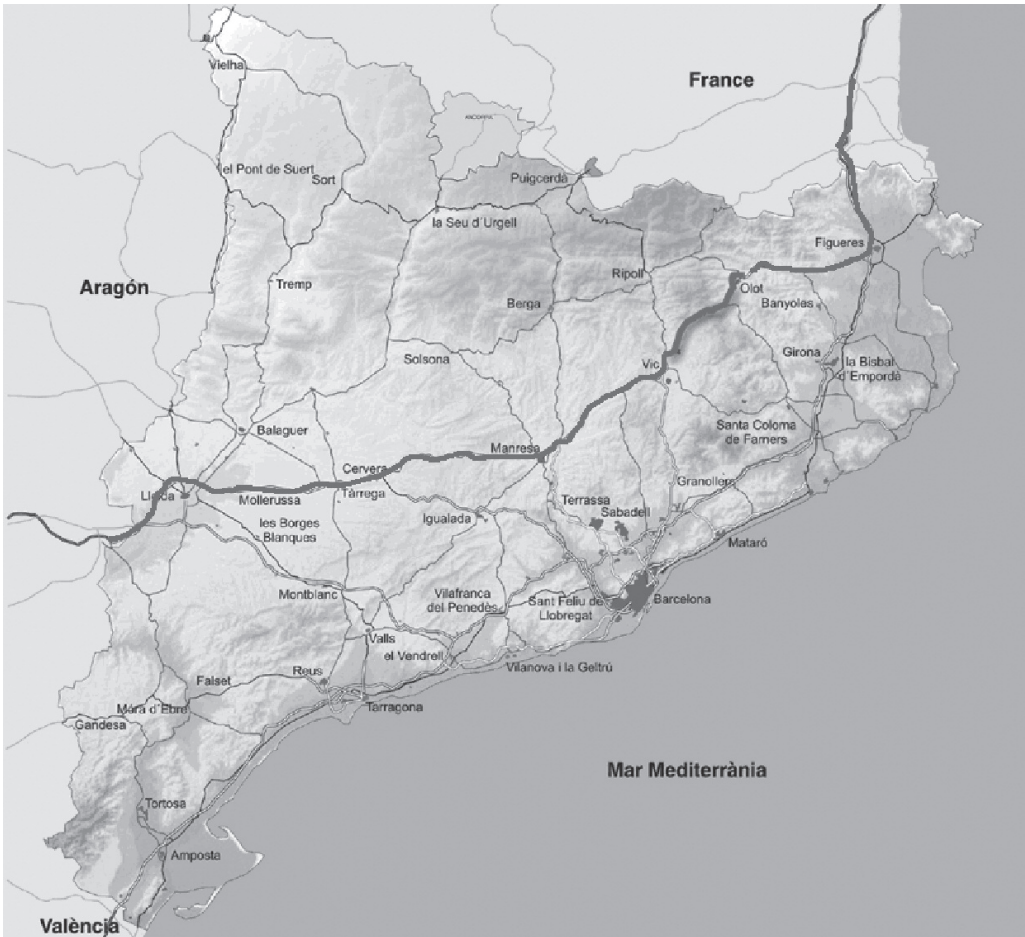 Vielha
France
ANDORRA
el Pont de Suert
Sort
Puigcerdà
la Seu d´Urgell
Figueres
Aragón
Tremp
Ripoll
Olot
Berga
Banyoles
Solsona
Vic
Girona
la Bisbal
d´Empordà
Balaguer
Santa Coloma
de Farners
Manresa
Cervera
Granollers
Lleida
Mollerussa
Tàrrega
Terrassa
Sabadell
les Borges
Blanques
Igualada
Mataró
Montblanc
Vilafranca
del Penedès
Sant Feliu de
Llobregat
Barcelona
Valls
el Vendrell
Vilanova i la Geltrú
Reus
Falset
Móra d´Ebre
Tarragona
Gandesa
Mar Mediterrània
Tortosa
Amposta
València